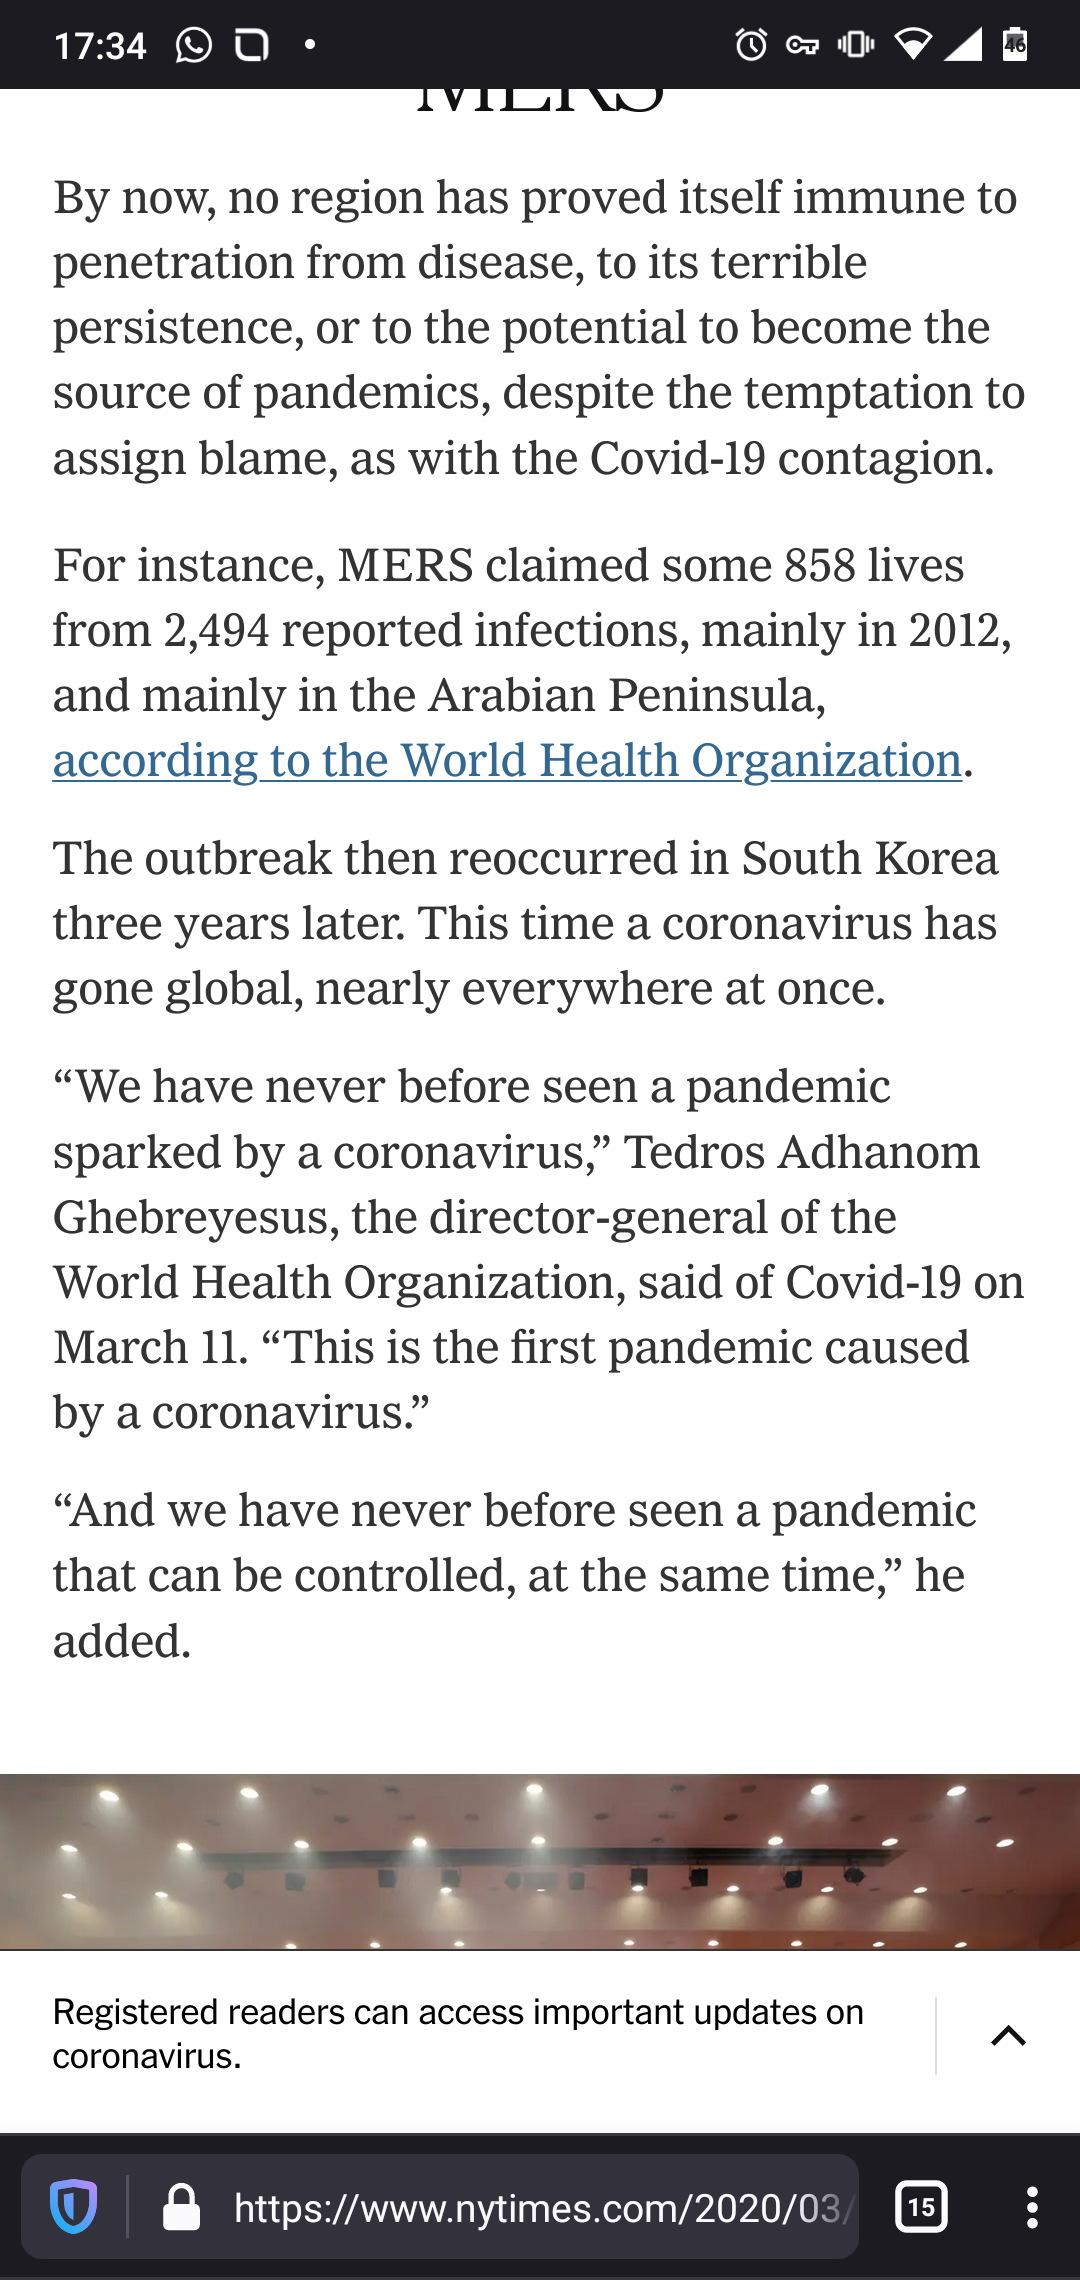 17:34
46
MERS
By now, no region has proved itself immune to
penetration from disease, to its terrible
persistence, or to the potential to become the
source of pandemics, despite the temptation to
assign blame, as with the Covid-19 contagion.
For instance, MERS claimed some 858 lives
from 2,494 reported infections, mainly in 2012,
and mainly in the Arabian Peninsula,
according to the World Health Organization.
The outbreak then reoccurred in South Korea
three years later. This time a coronavirus has
gone global, nearly everywhere at once.
“We have never before seen a pandemic
sparked by a coronavirus,” Tedros Adhanom
Ghebreyesus, the director-general of the
World Health Organization, said of Covid-19 on
March 11. “This is the first pandemic caused
by a coronavirus.”
“And we have never before seen a pandemic
that can be controlled, at the same time,” he
added.
Registered readers can access important updates on
coronavirus.
https://www.nytimes.com/2020/03/
15